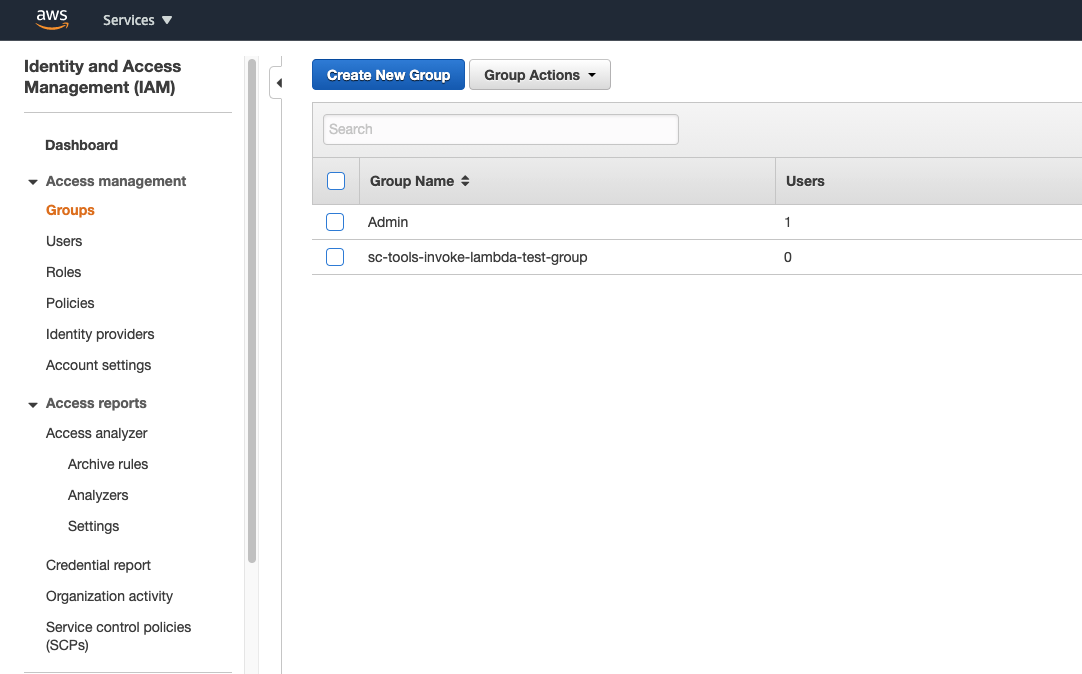 aws
Services
Identity and Access
Management (IAM)
Dashboard
Access management
Groups
Users
Roles
Policies
Identity providers
Account settings
Access reports
Access analyzer
Archive rules
Analyzers
Settings
Credential report
Organization activity
Service control policies
(SCPs)
Create New Group
Group Actions
Search
Group Name
Users
Admin
1
sc-tools-invoke-lambda-test-group
0